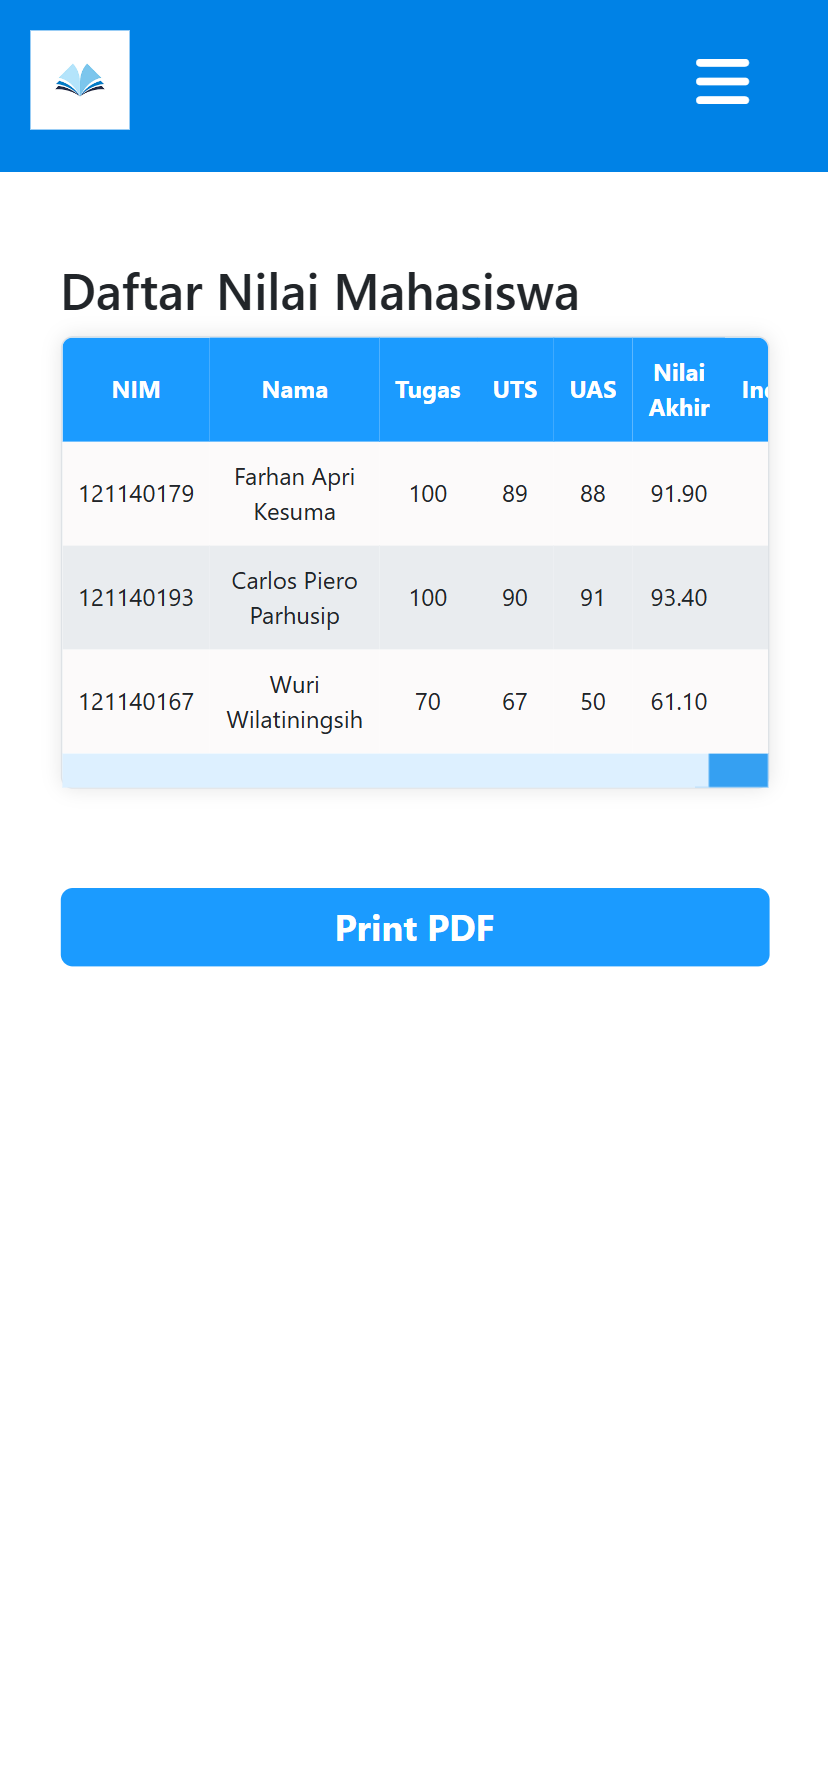 Daftar Nilai Mahasiswa
NIM Nama Tugas UTS UAS Nilai Akhir
121140179 Farhan Apri Kesuma 100 89 88 91.90
121140193 Carlos Piero Parhusip 100 90 91 93.40
121140167 Wuri Wilatiningsih 70 67 50 61.10
Print PDF